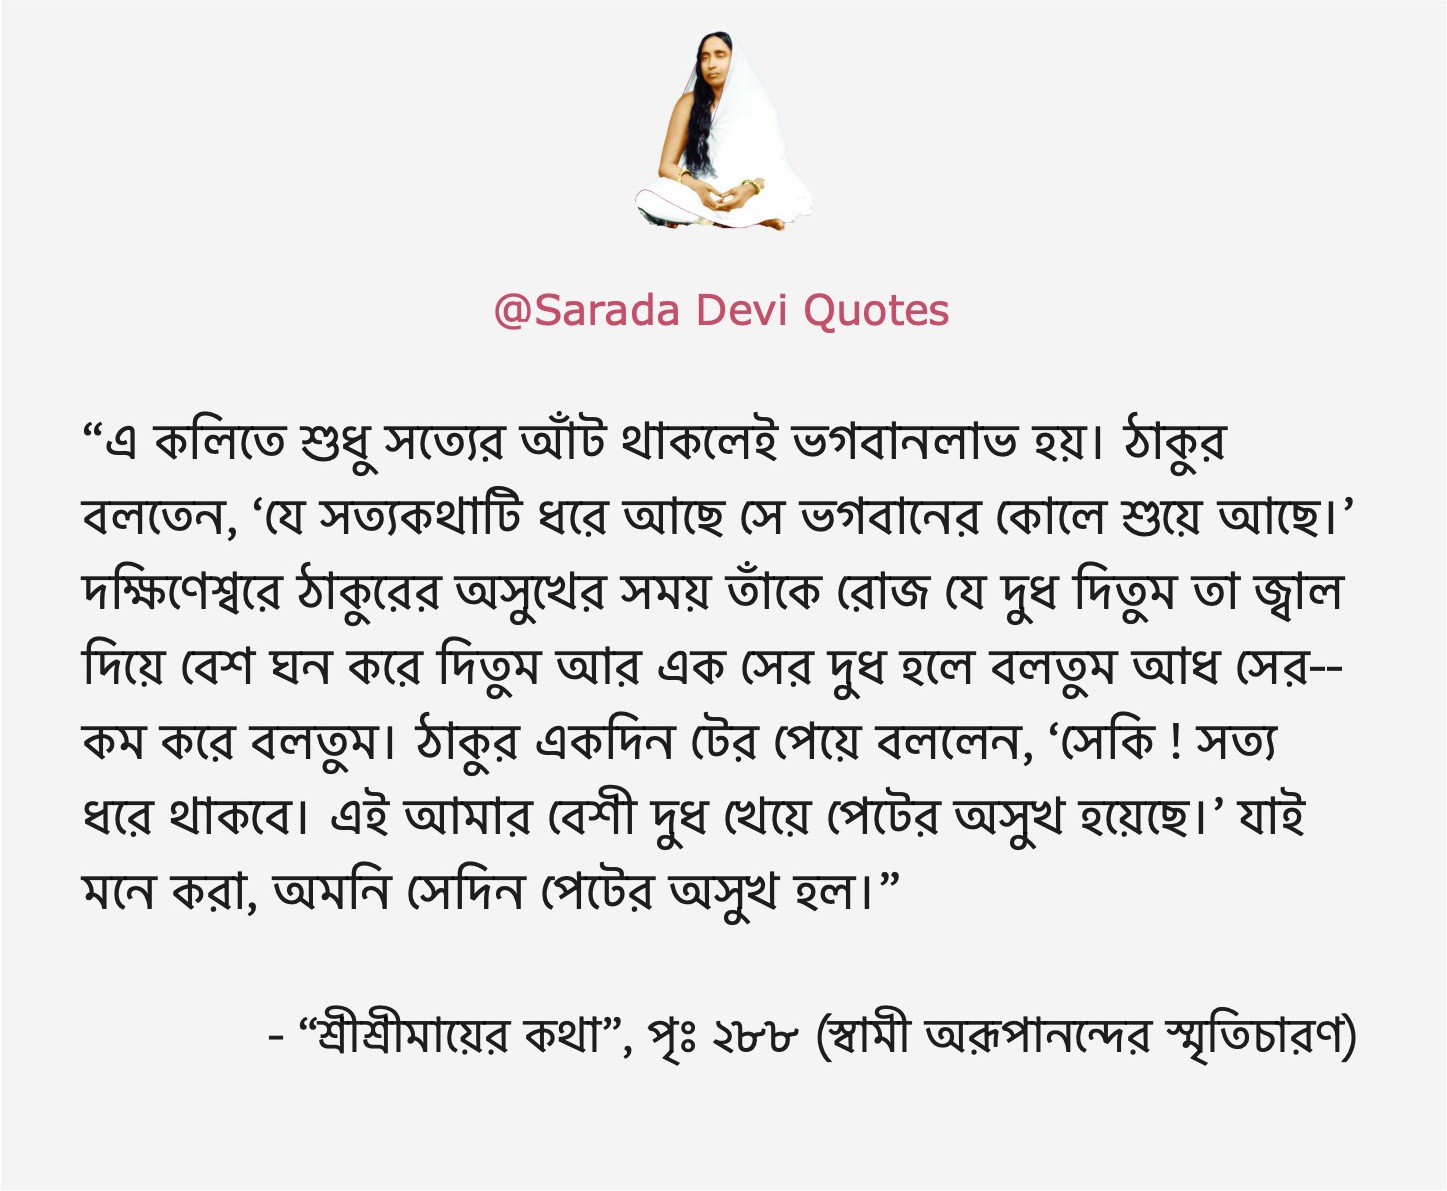 @Sarada Devi Quotes
“এ কলিতে শুধু সত্যের আঁট থাকলেই ভগবানলাভ হয়। ঠাকুর
বলতেন, ‘যে সত্যকথাটি ধরে আছে সে ভগবানের কোলে শুয়ে আছে।’
দক্ষিণেশ্বরে ঠাকুরের অসুখের সময় তাঁকে রোজ যে দুধ দিতুম তা জ্বাল
দিয়ে বেশ ঘন করে দিতুম আর এক সের দুধ হলে বলতুম আধ সের--
কম করে বলতুম। ঠাকুর একদিন টের পেয়ে বললেন, ‘সেকি ! সত্য
ধরে থাকবে। এই আমার বেশী দুধ খেয়ে পেটের অসুখ হয়েছে।’ যাই
মনে করা, অমনি সেদিন পেটের অসুখ হল।”
- “শ্রীশ্রীমায়ের কথা”, পৃঃ ২৮৮ (স্বামী অরূপানন্দের স্মৃতিচারণ)